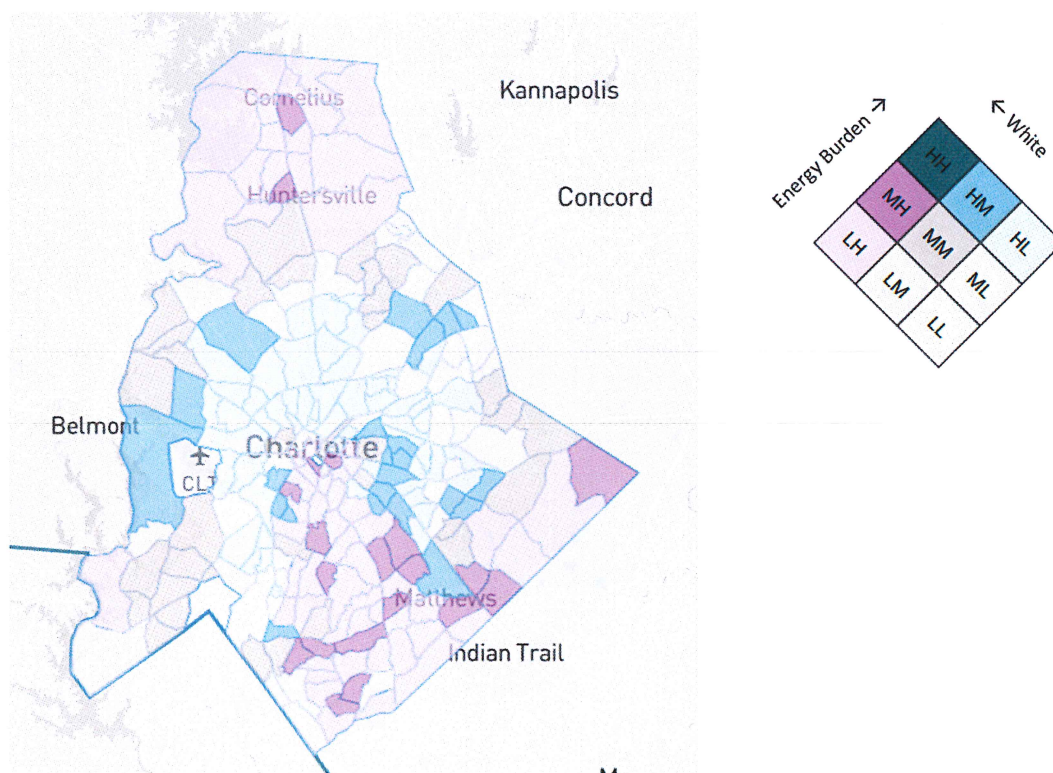 Cornelius
Kannapolis
Huntersville
Concord
Belmont
Charlotte
CLT
Matthews
Indian Trail
Energy Burden →
← White
HH
MH
HM
LH
MM
HL
LM
ML
LL